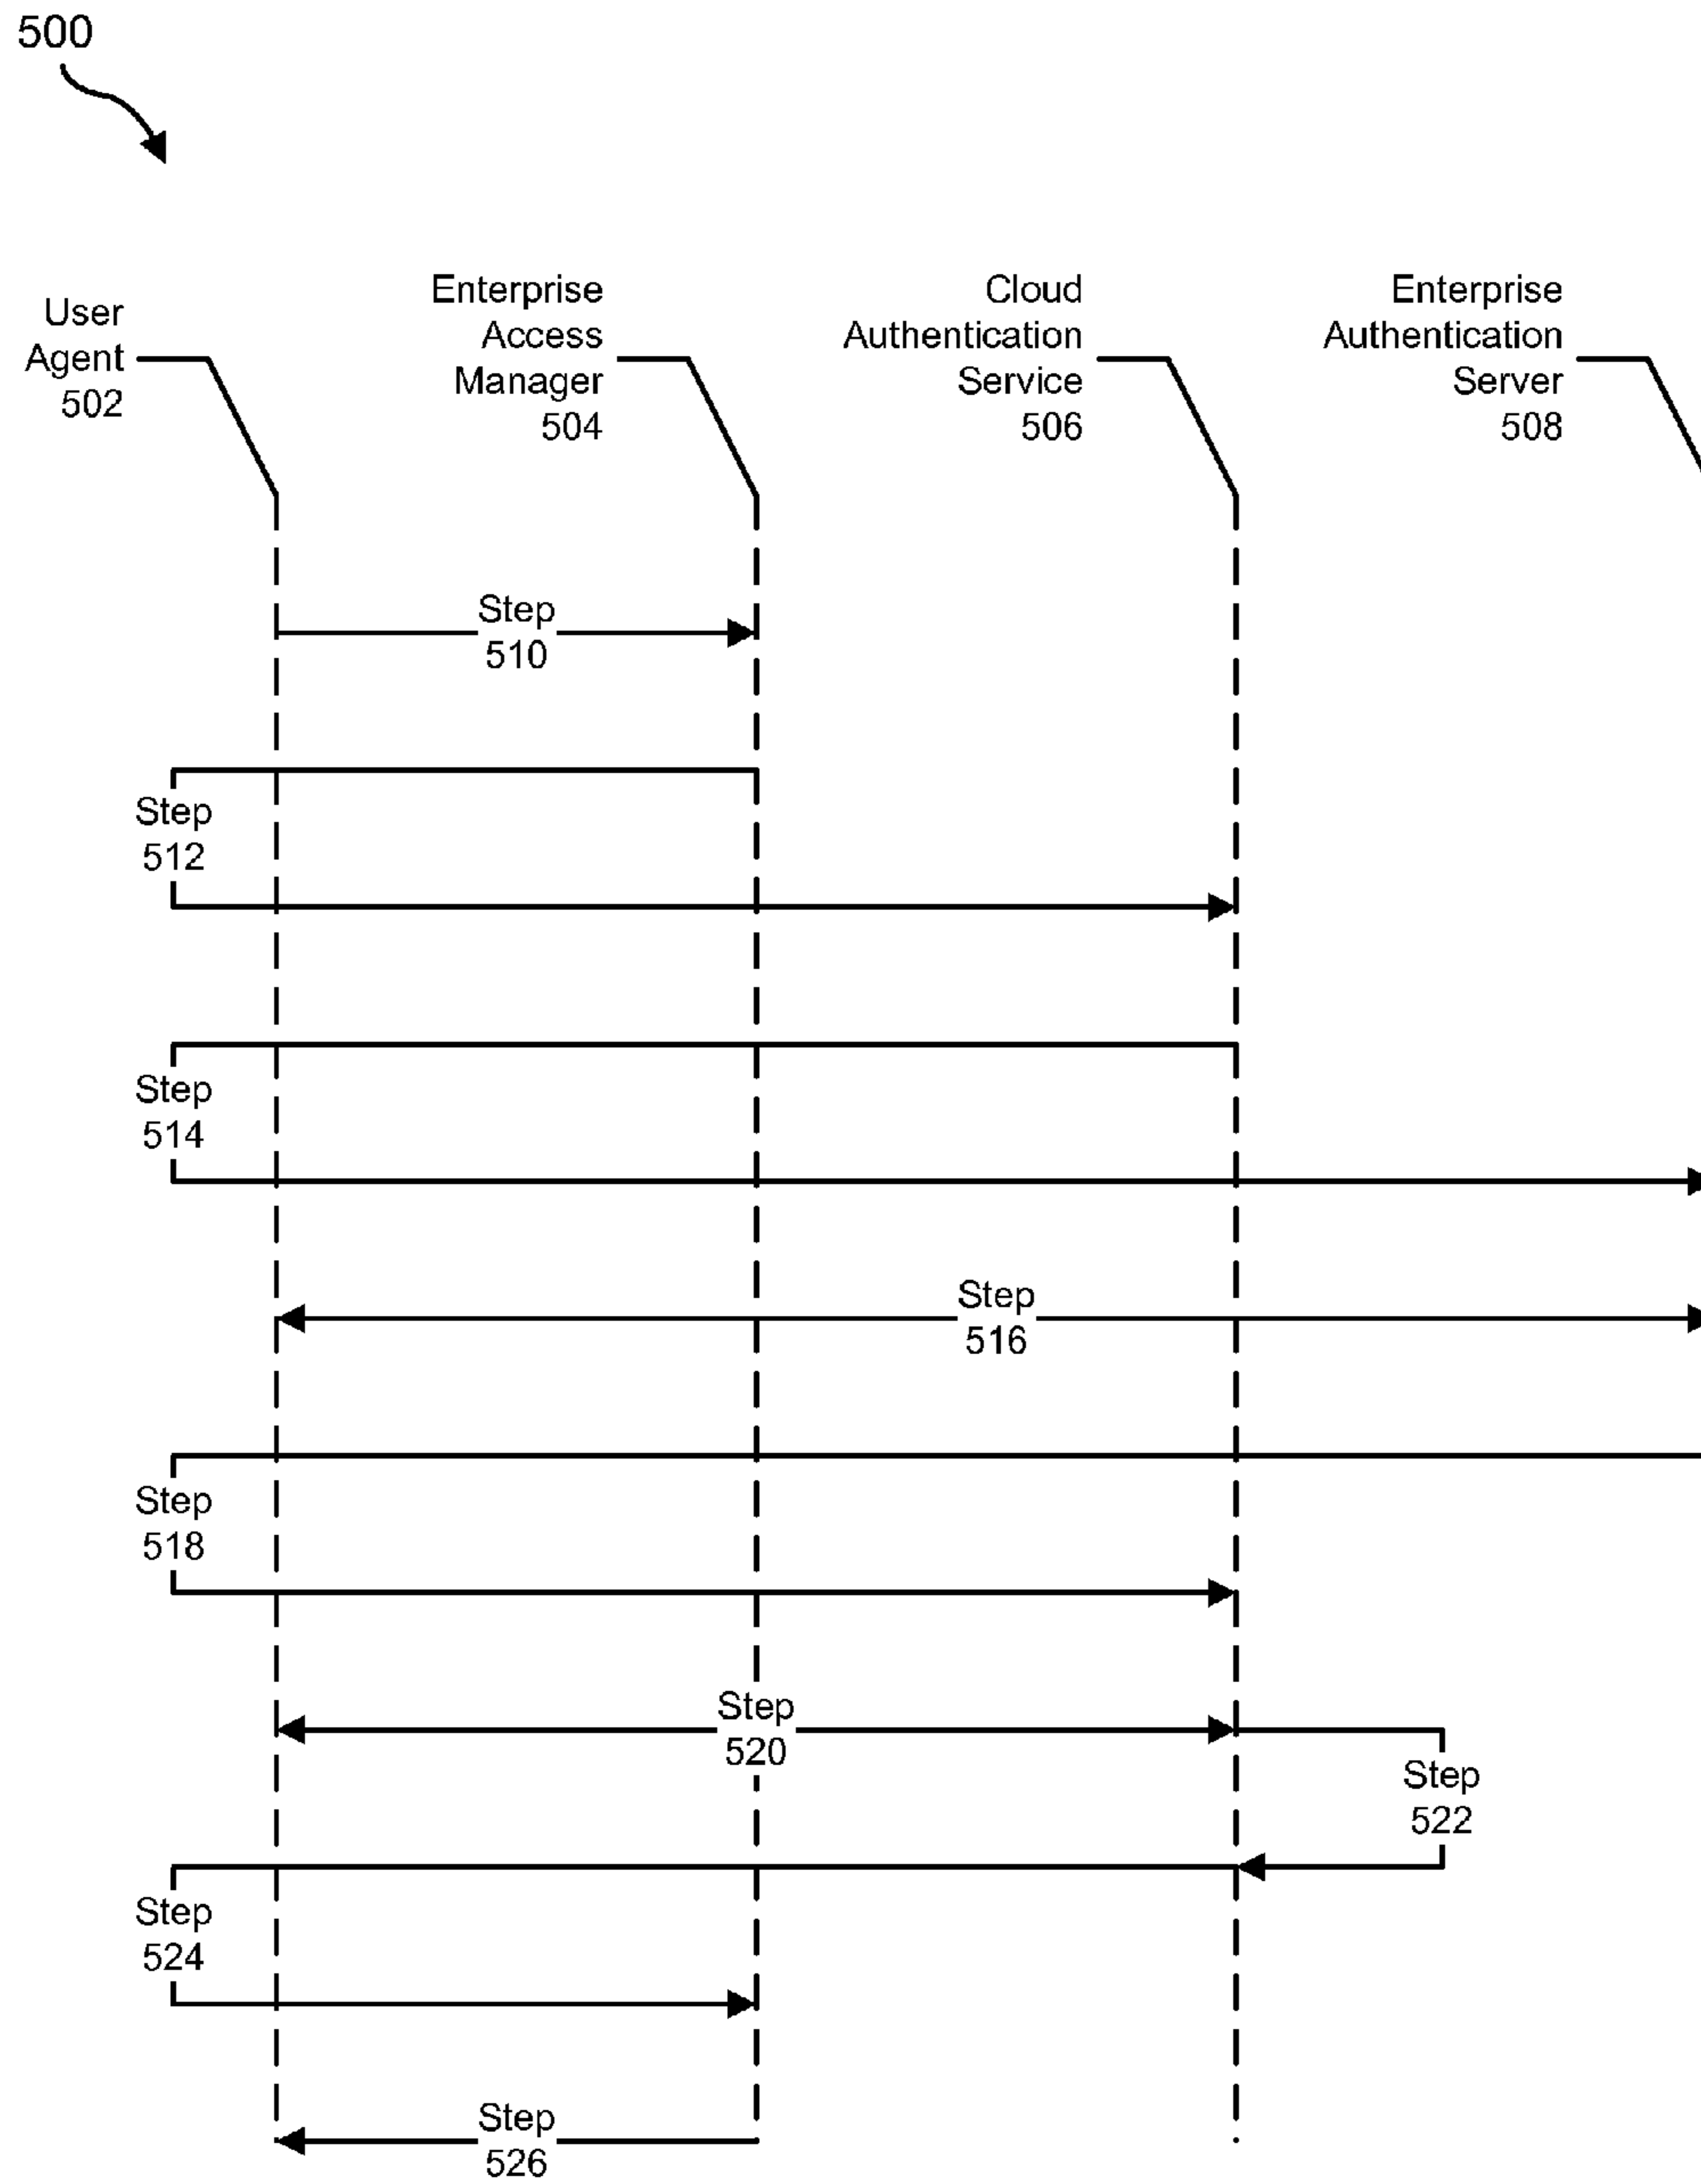 500
User
Agent
502
Enterprise
Access
Manager
504
Cloud
Authentication
Service
506
Enterprise
Authentication
Server
508
Step
510
Step
512
Step
514
Step
516
Step
518
Step
520
Step
522
Step
524
Step
526